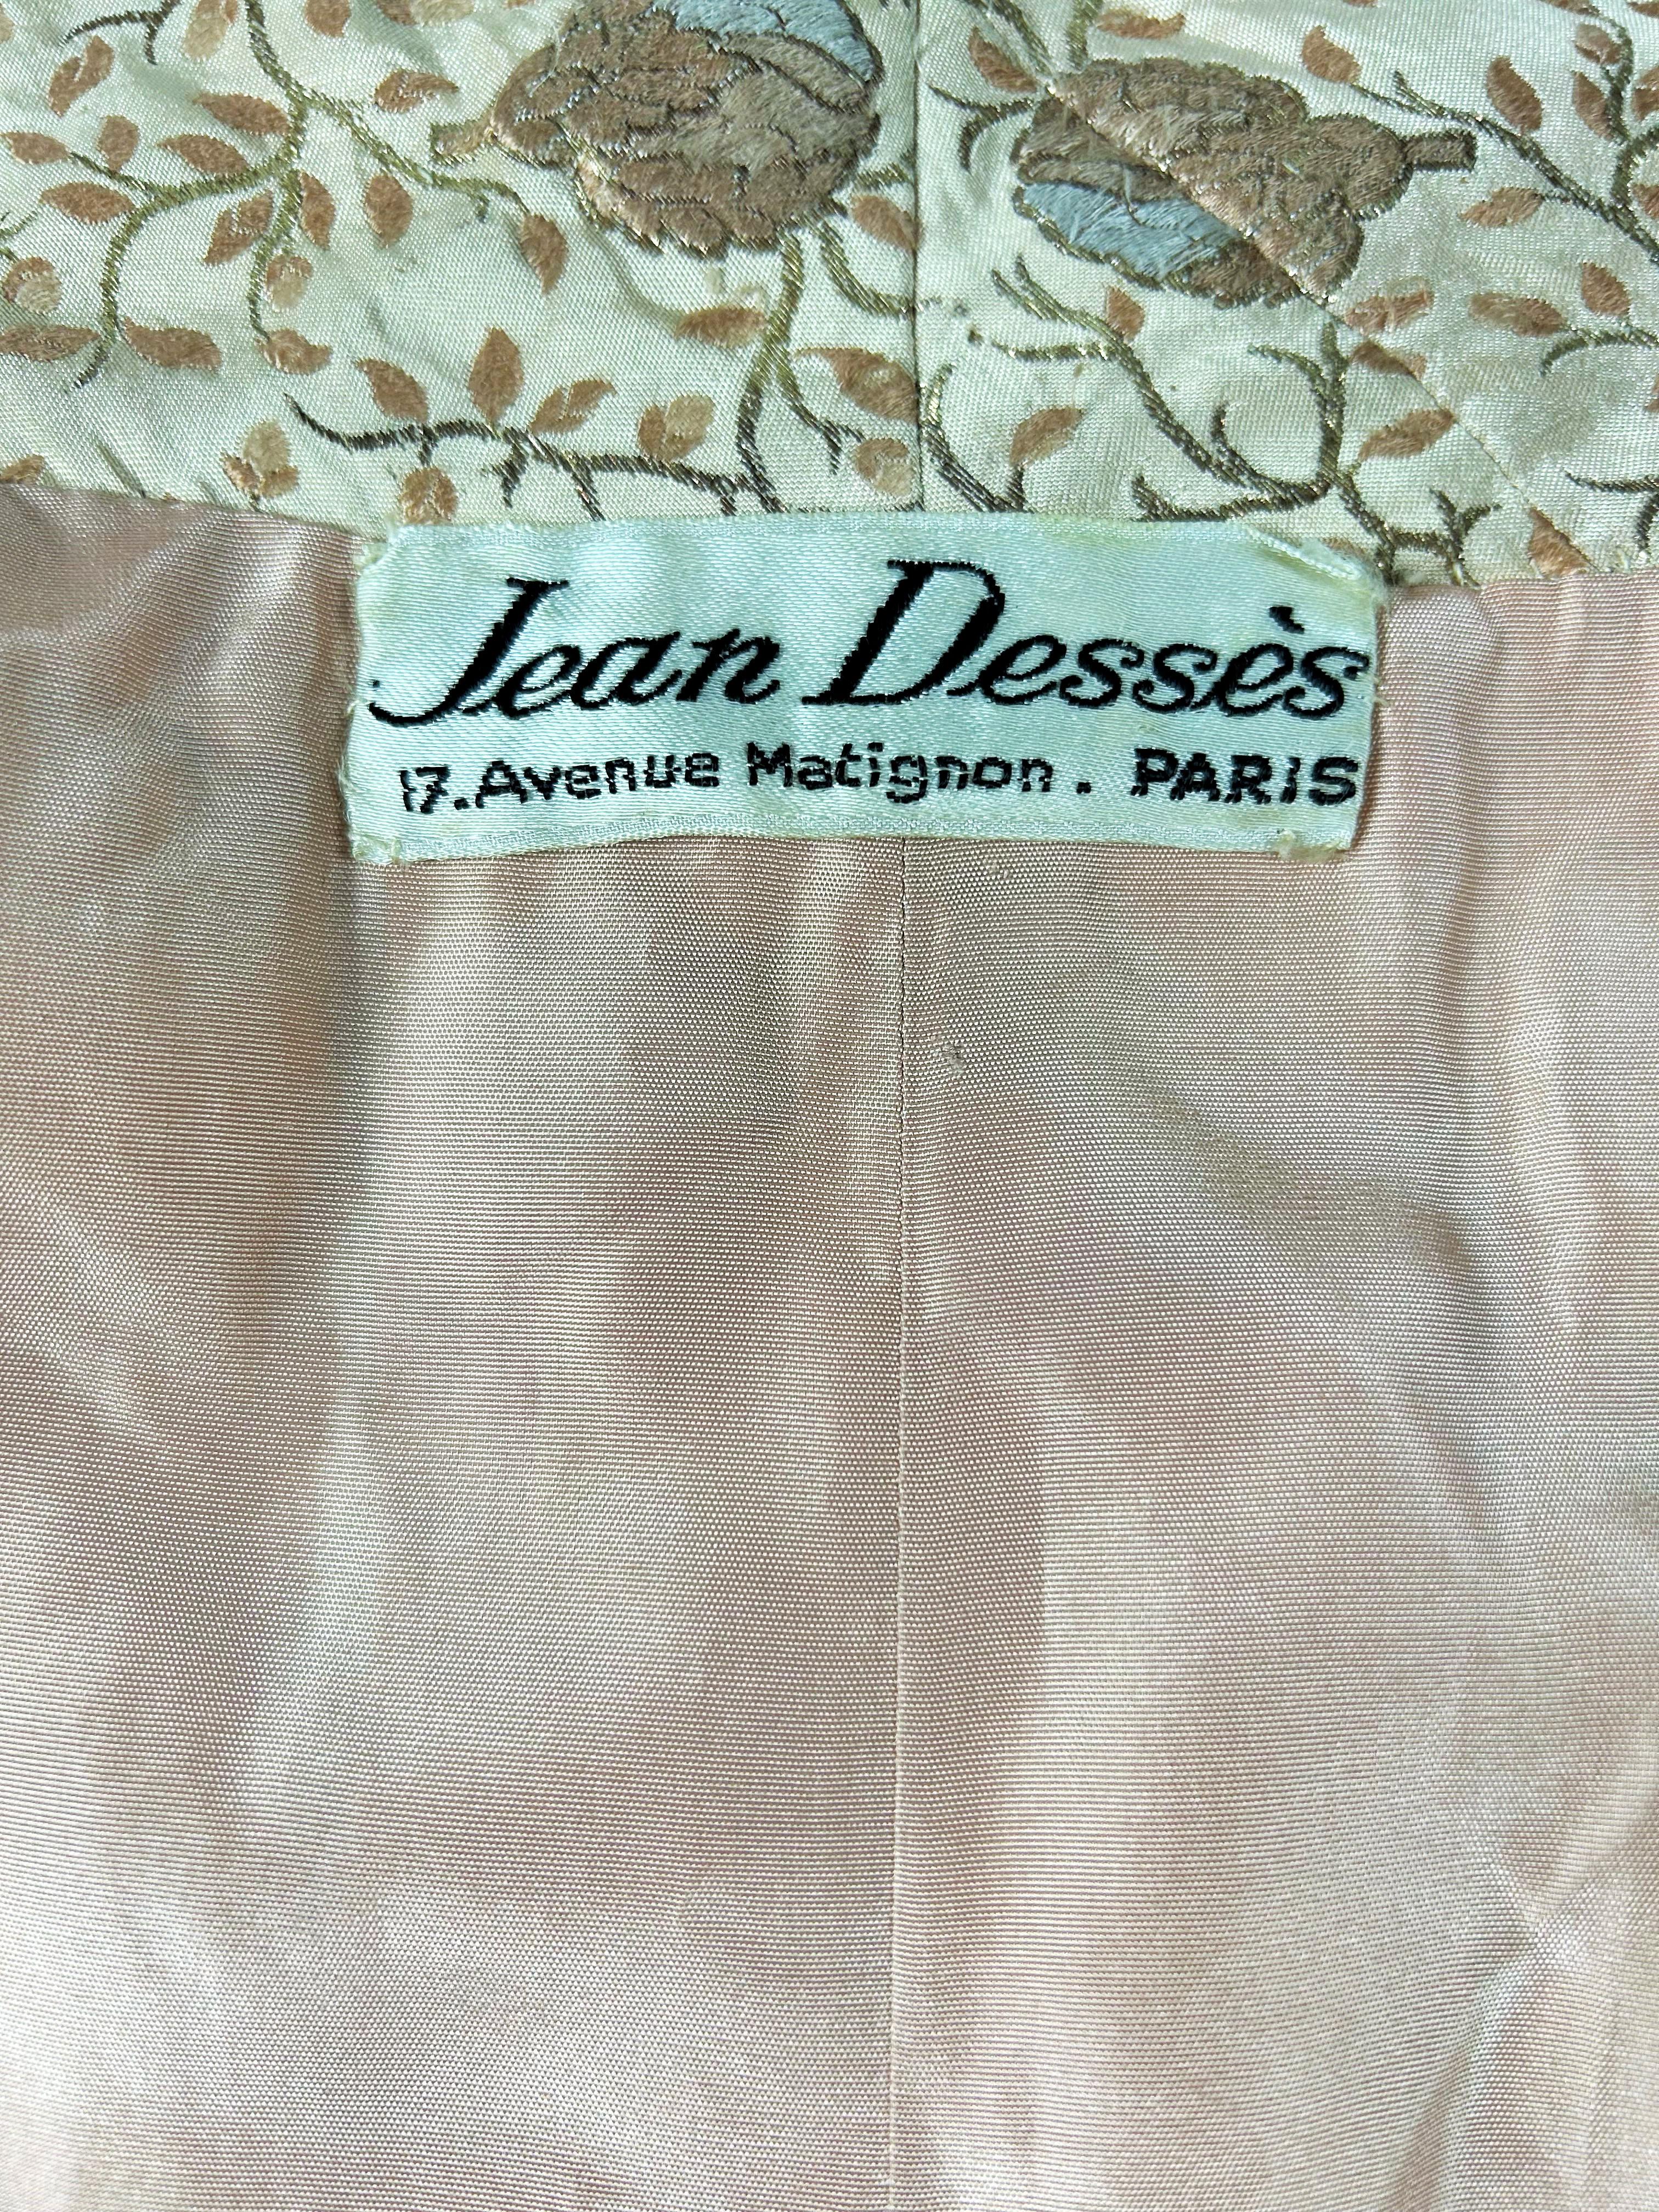 Jean Dessès
17. Avenue Matignon. PARIS